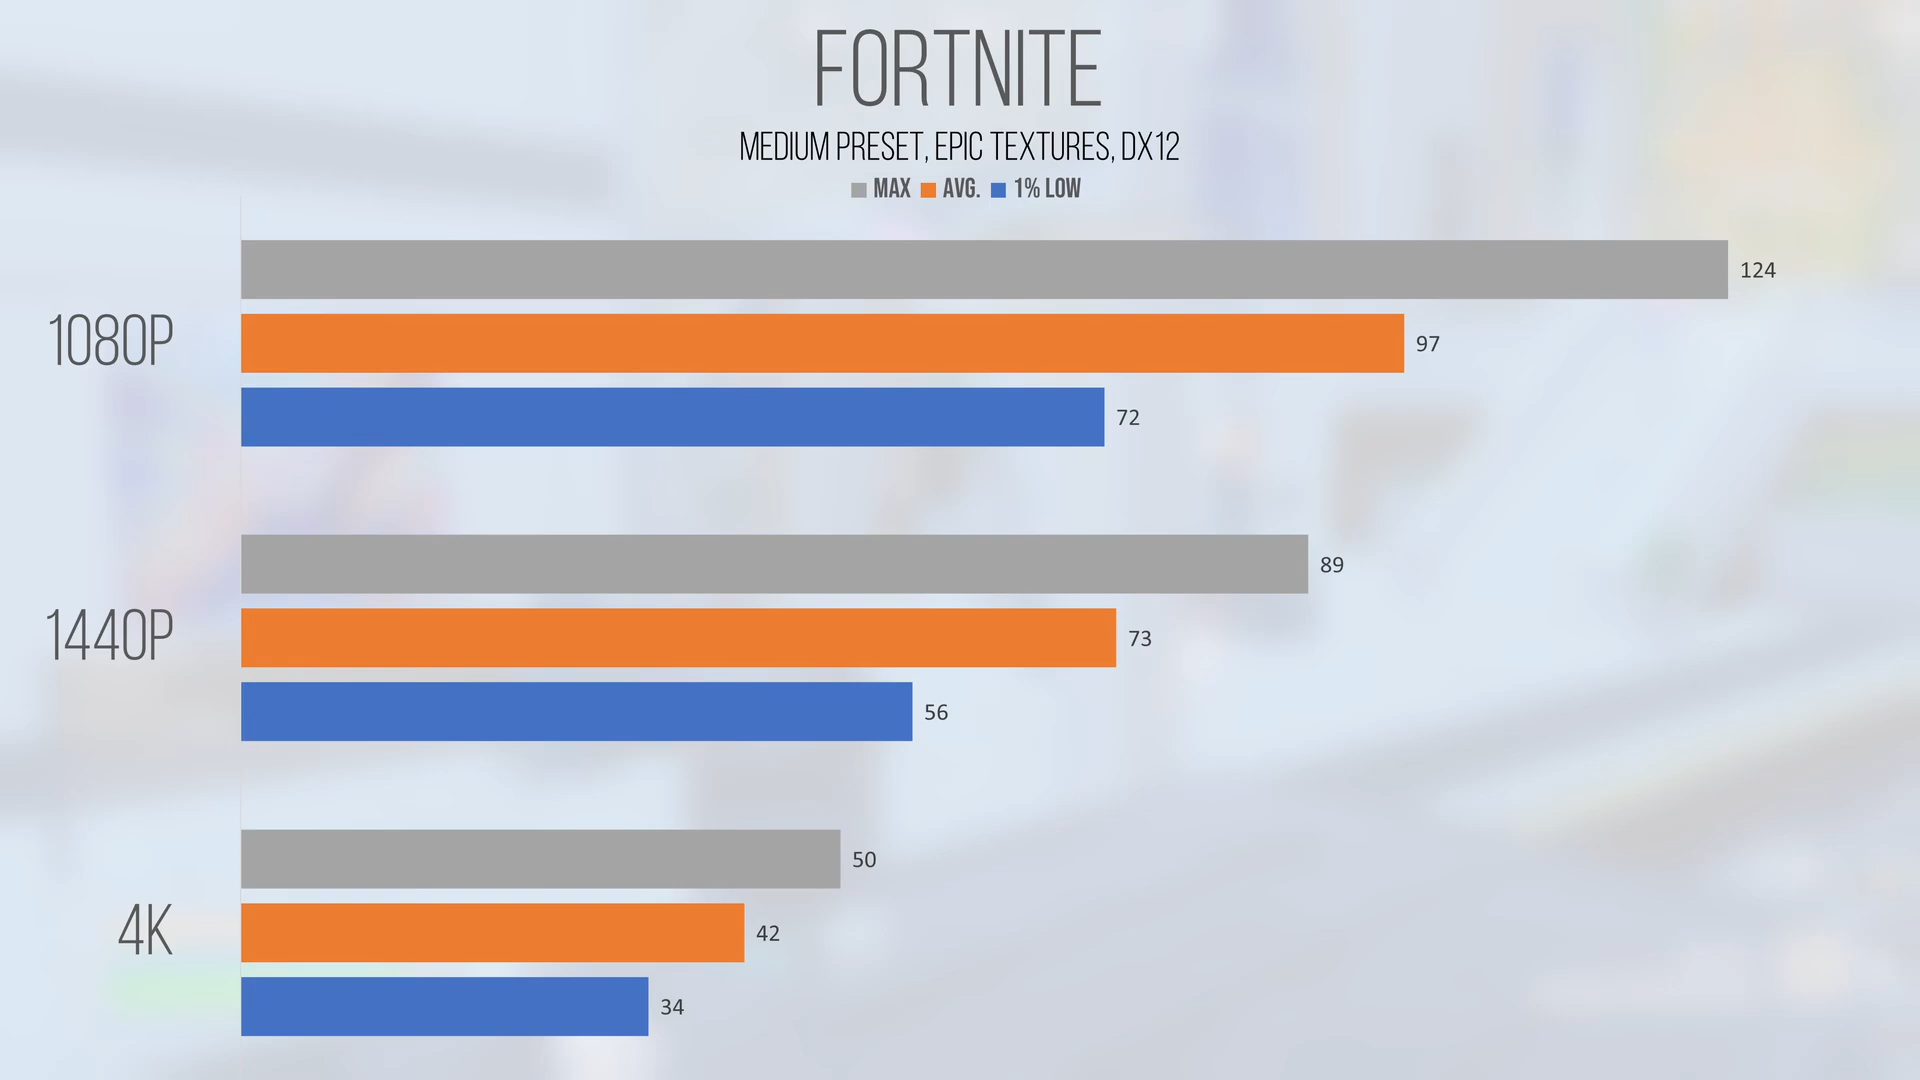 FORTNITE
MEDIUM PRESET, EPIC TEXTURES, DX12
MAX AVG. 1% LOW
124
1080P
97
72
89
1440P
73
56
50
4K
42
34